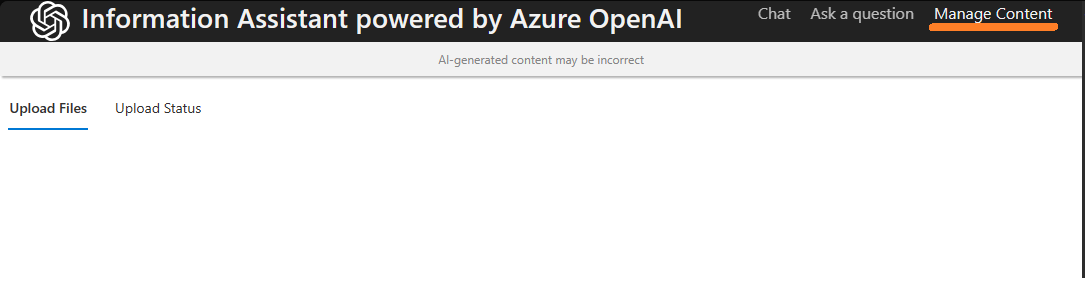 Information Assistant powered by Azure OpenAI
Chat Ask a question Manage Content
AI-generated content may be incorrect
Upload Files Upload Status